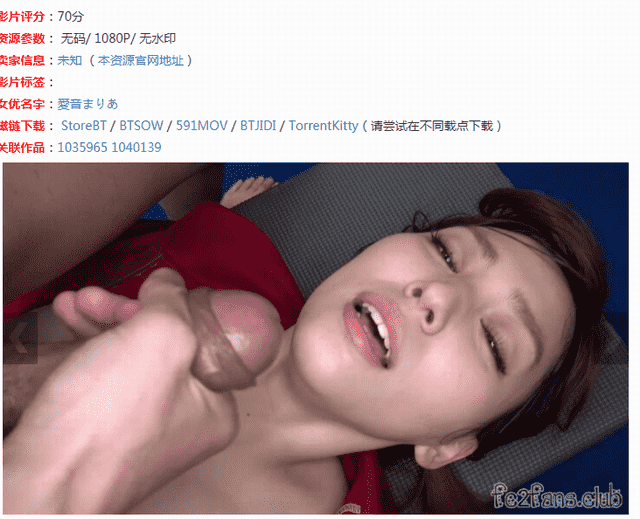 影片评分：70分
资源参数： 无码/ 1080P/ 无水印
卖家信息：未知 （本资源官网地址）
影片标签：
女优名字：愛音まりあ
磁链下载： StoreBT / BTSOW / 591MOV / BTJIDI / TorrentKitty ( 请尝试在不同载点下载 )
关联作品：1035965 1040139
fc2fans.club